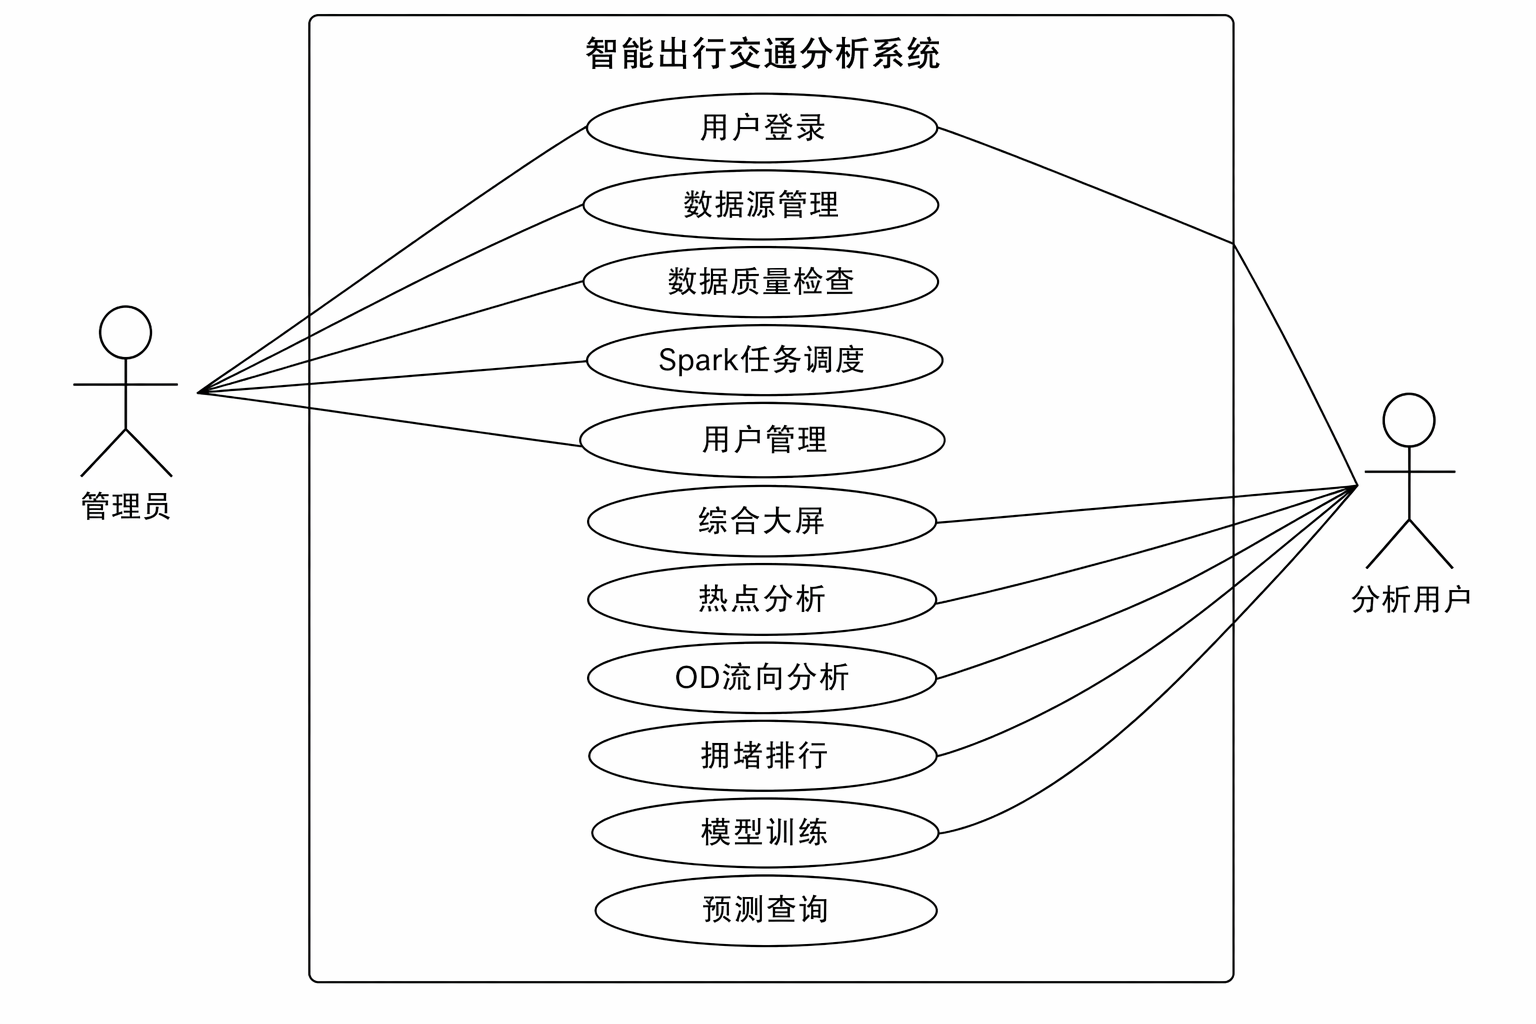 智能出行交通分析系统
用户登录
数据源管理
数据质量检查
Spark任务调度
用户管理
综合大屏
热点分析
OD流向分析
拥堵排行
模型训练
预测查询
管理员
分析用户